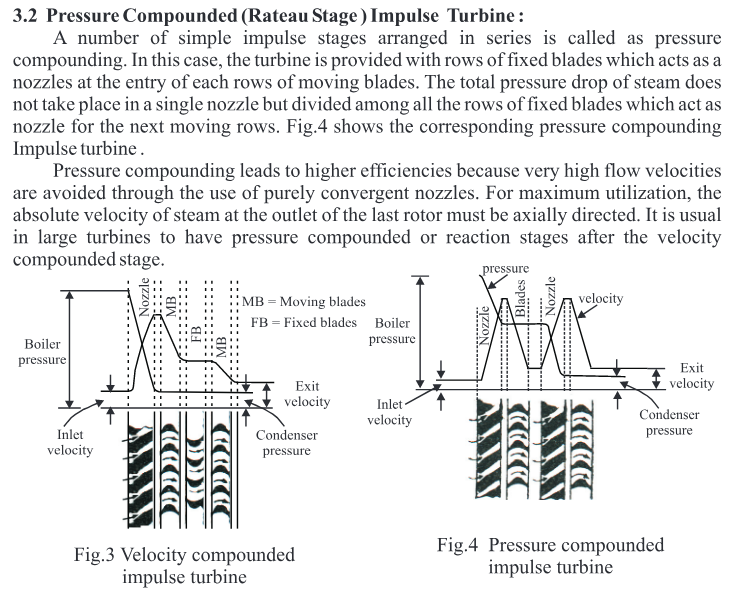 3.2 Pressure Compounded (Rateau Stage ) Impulse Turbine :
A number of simple impulse stages arranged in series is called as pressure
compounding. In this case, the turbine is provided with rows of fixed blades which acts as a
nozzles at the entry of each rows of moving blades. The total pressure drop of steam does
not take place in a single nozzle but divided among all the rows of fixed blades which act as
nozzle for the next moving rows. Fig.4 shows the corresponding pressure compounding
Impulse turbine .
Pressure compounding leads to higher efficiencies because very high flow velocities
are avoided through the use of purely convergent nozzles. For maximum utilization, the
absolute velocity of steam at the outlet of the last rotor must be axially directed. It is usual
in large turbines to have pressure compounded or reaction stages after the velocity
compounded stage.
Nozzle
MB
FB
MB
MB = Moving blades
FB = Fixed blades
Boiler
pressure
Exit
velocity
Inlet
velocity
Condenser
pressure
Fig.3 Velocity compounded
impulse turbine
pressure
Nozzle
Blades
Nozzle
velocity
Boiler
pressure
Exit
velocity
Inlet
velocity
Condenser
pressure
Fig.4 Pressure compounded
impulse turbine